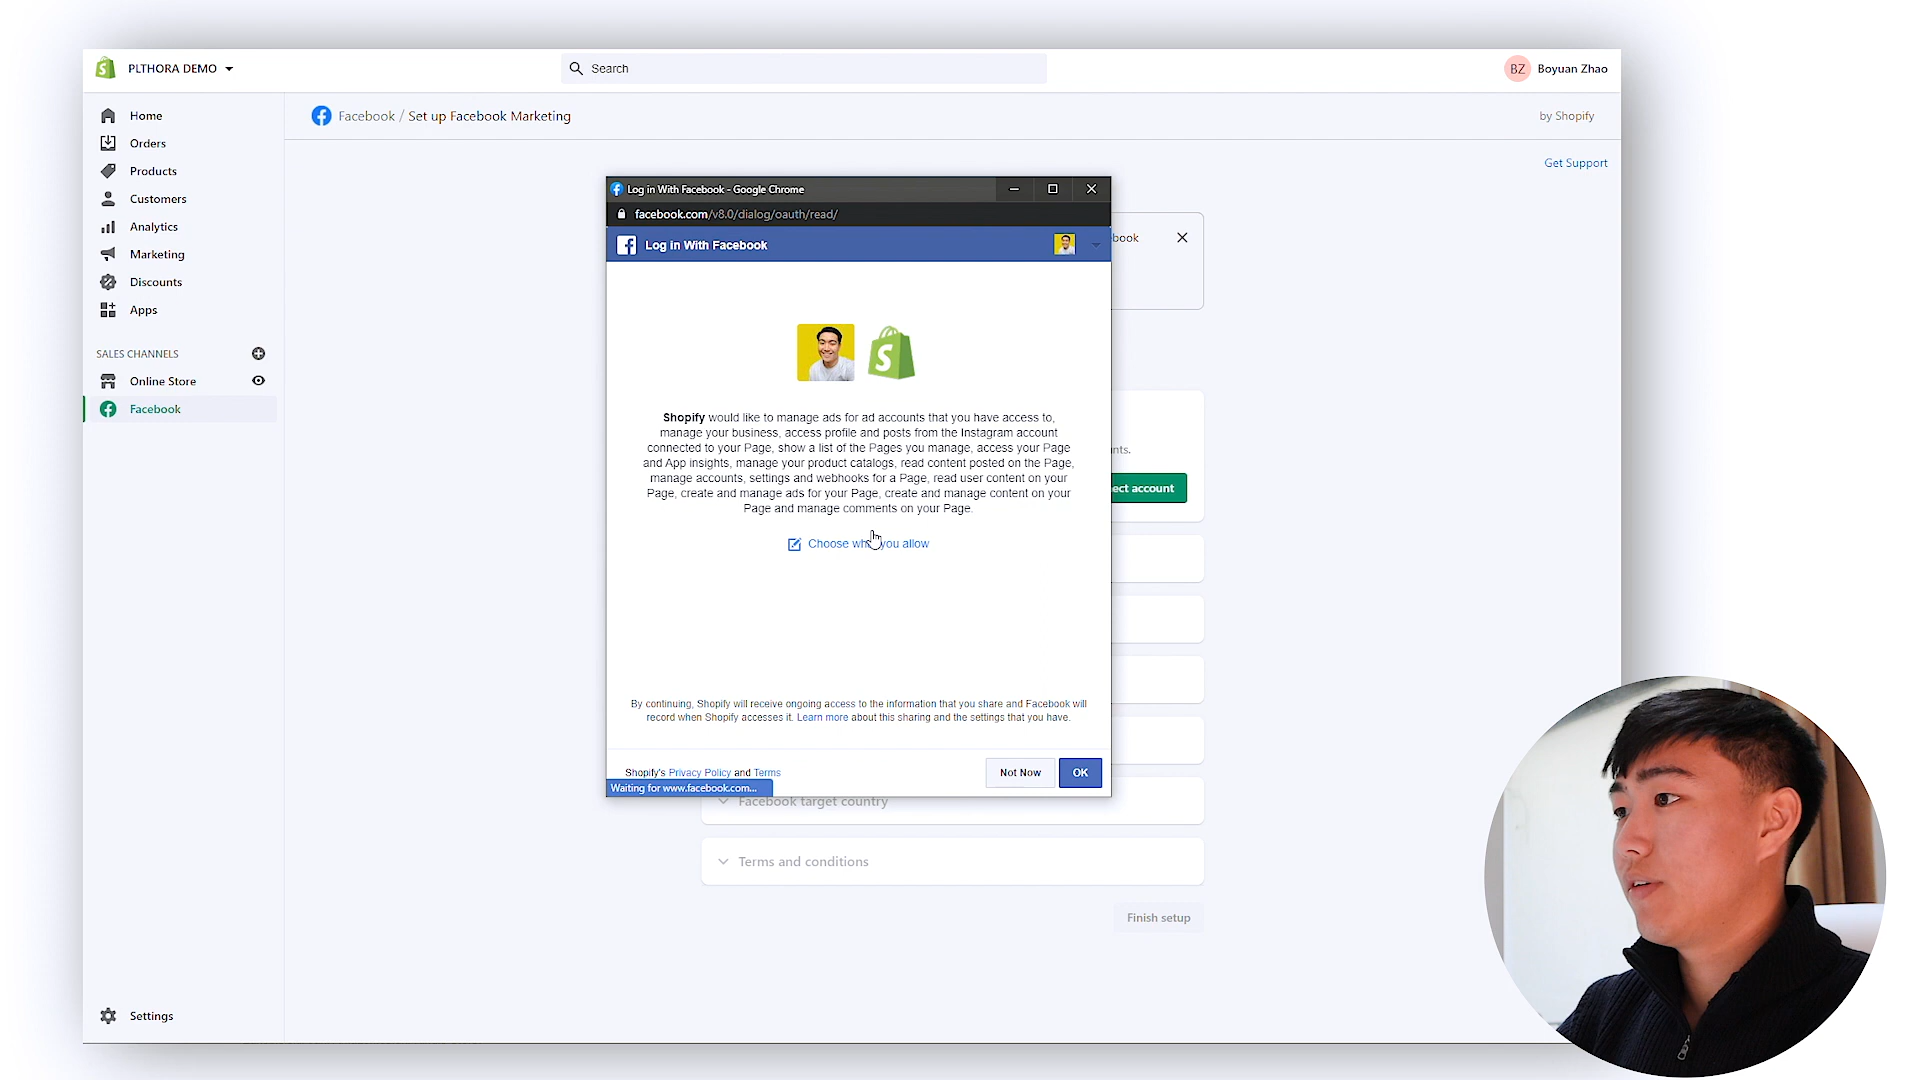 PLTHORA DEMO
Search
BZ
Boyuan Zhao
Home
Orders
Products
Customers
Analytics
Marketing
Discounts
Apps
SALES CHANNELS
Online Store
Facebook
Settings
Facebook / Set up Facebook Marketing
by Shopify
Get Support
Log in With Facebook - Google Chrome
facebook.com/v8.0/dialog/oauth/read/
Log in With Facebook
Shopify would like to manage ads for ad accounts that you have access to,
manage your business, access profile and posts from the Instagram account
connected to your Page, show a list of the Pages you manage, access your Page
and App insights, manage your product catalogs, read content posted on the Page,
manage accounts, settings and webhooks for a Page, read user content on your
Page, create and manage ads for your Page, create and manage content on your
Page and manage comments on your Page.
Choose you allow
By continuing, Shopify will receive ongoing access to the information that you share and Facebook will
record when Shopify accesses it. Learn more about this sharing and the settings that you have.
Shopify's Privacy Policy and Terms
Not Now
OK
Waiting for www.facebook.com...
book
nts.
ect account
Facebook target country
Terms and conditions
Finish setup